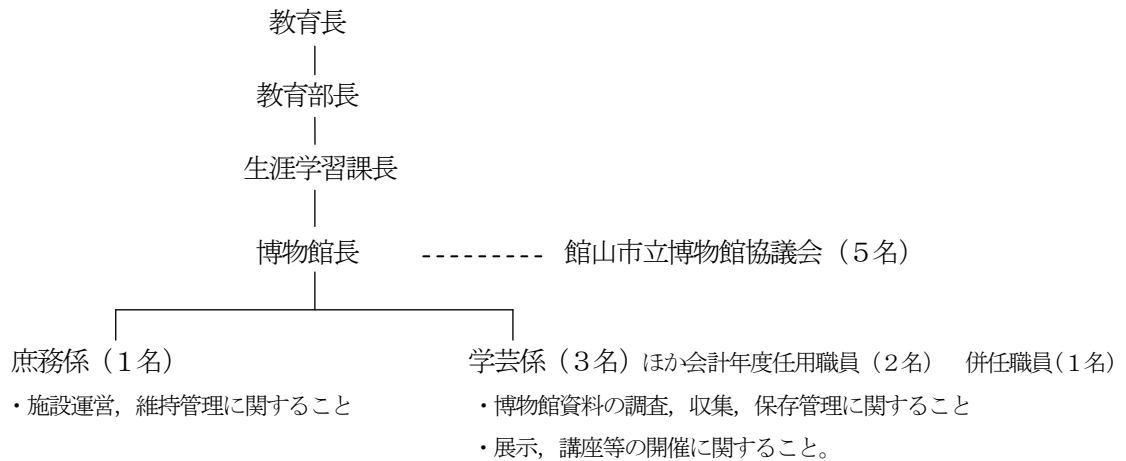 教育長
教育部長
生涯学習課長
博物館長 --------- 館山市立博物館協議会（５名）
庶務係（１名） 学芸係（３名）ほか会計年度任用職員（２名） 併任職員(１名)
・施設運営，維持管理に関すること ・博物館資料の調査，収集，保存管理に関すること
・展示，講座等の開催に関すること。